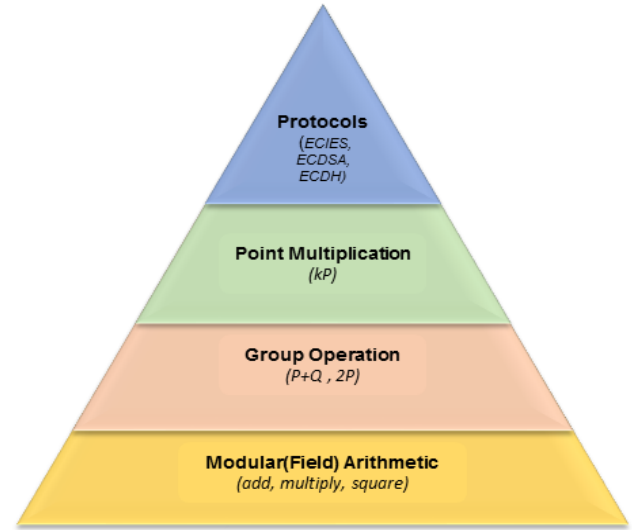 Protocols
(ECIES,
ECDSA,
ECDH)
Point Multiplication
(kP)
Group Operation
(P+Q , 2P)
Modular(Field) Arithmetic
(add, multiply, square)